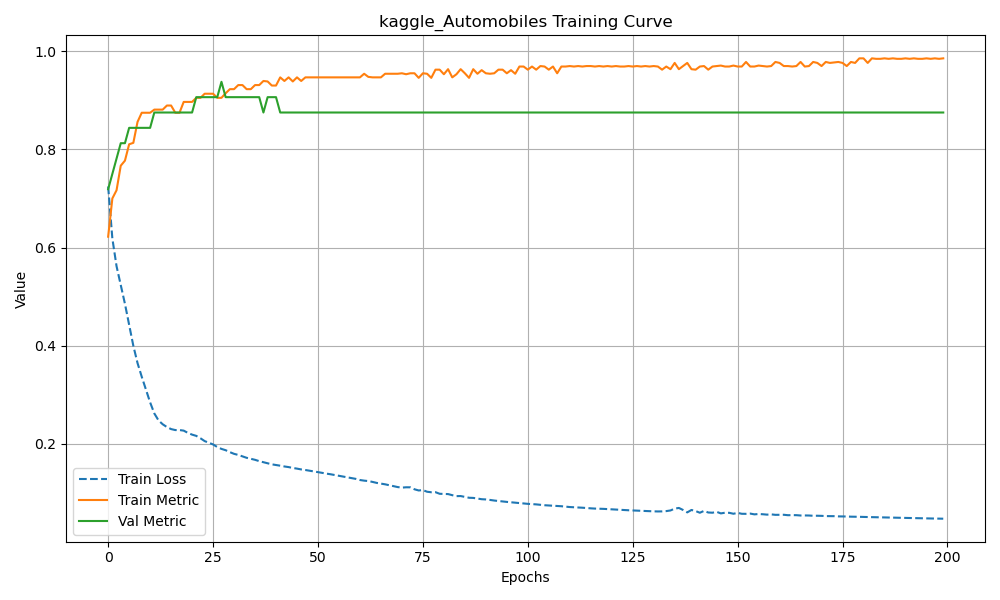 kaggle_Automobiles Training Curve
1.0
0.8
0.6
0.4
0.2
Value
Train Loss
Train Metric
Val Metric
0 25 50 75 100 125 150 175 200
Epochs